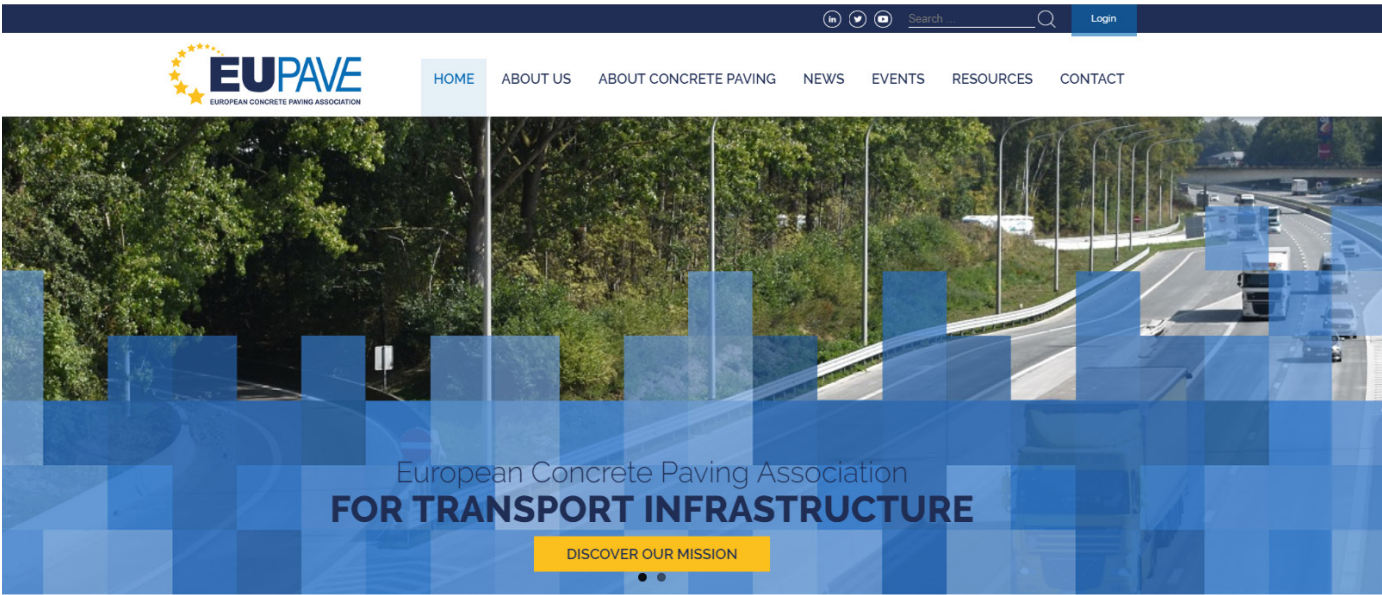 in
Search ...
Login
EUPAVE
EUROPEAN CONCRETE PAVING ASSOCIATION
HOME
ABOUT US
ABOUT CONCRETE PAVING
NEWS
EVENTS
RESOURCES
CONTACT
European Concrete Paving Association
FOR TRANSPORT INFRASTRUCTURE
DISCOVER OUR MISSION